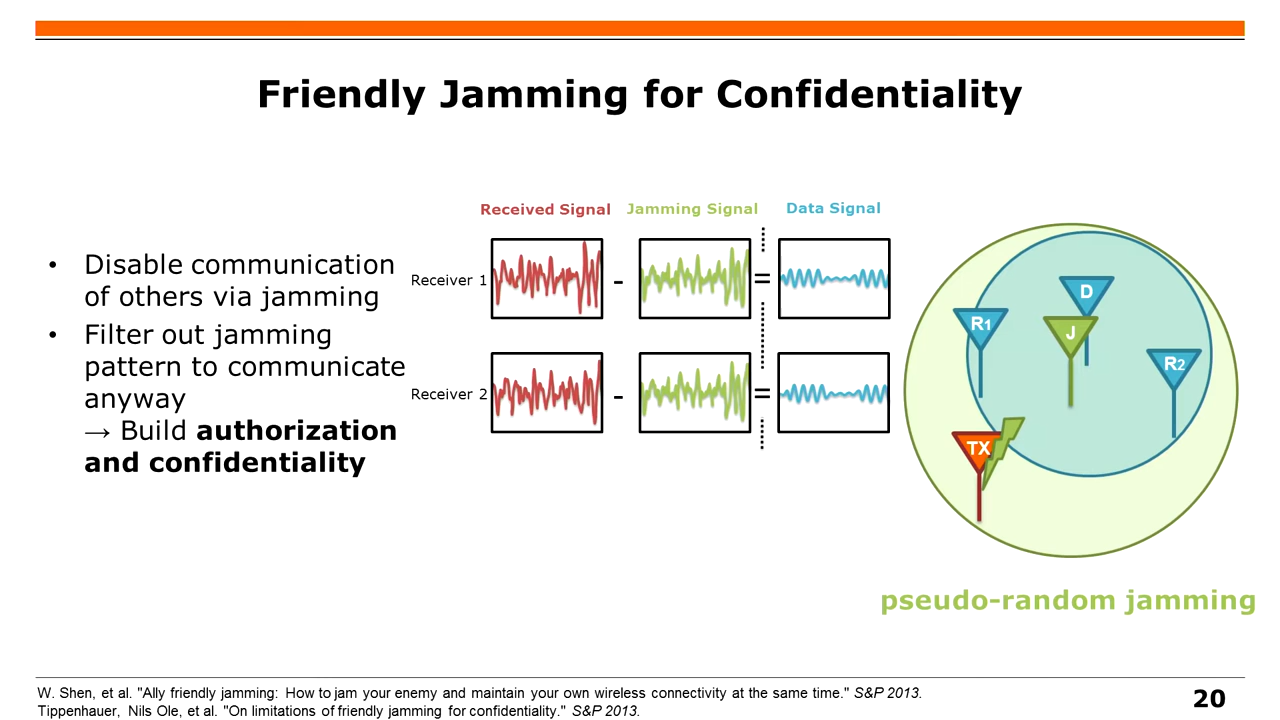 Friendly Jamming for Confidentiality
Received Signal Jamming Signal Data Signal
• Disable communication
of others via jamming
• Filter out jamming
pattern to communicate
anyway
→ Build authorization
and confidentiality
Receiver 1 - =
Receiver 2 - =
D
R1
J
R2
TX
pseudo-random jamming
W. Shen, et al. "Ally friendly jamming: How to jam your enemy and maintain your own wireless connectivity at the same time." S&P 2013.
Tippenhauer, Nils Ole, et al. "On limitations of friendly jamming for confidentiality." S&P 2013.
20